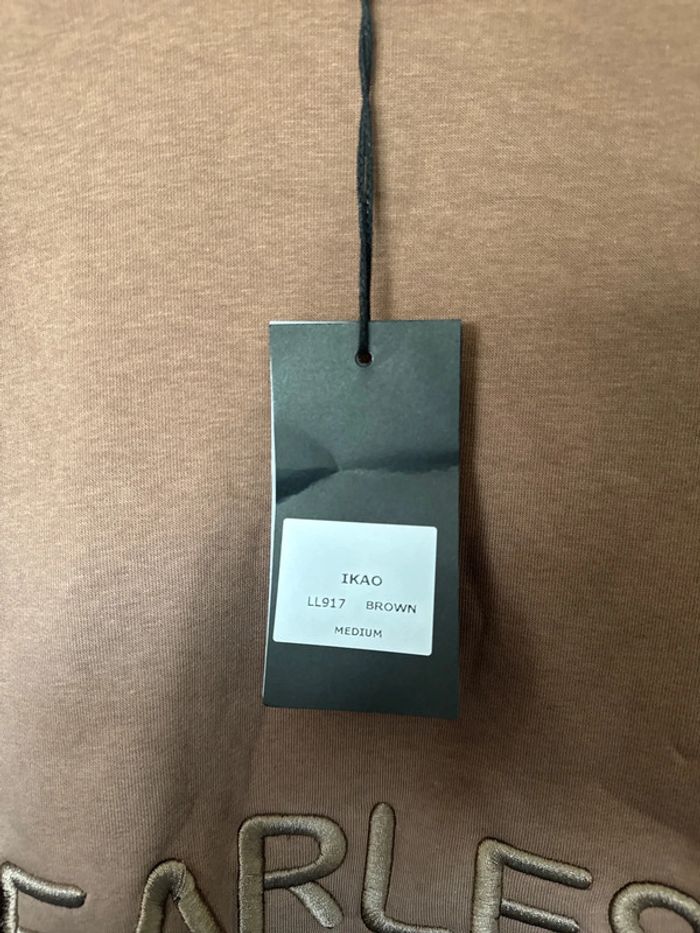 IKAO
LL917 BROWN
MEDIUM
EARLES